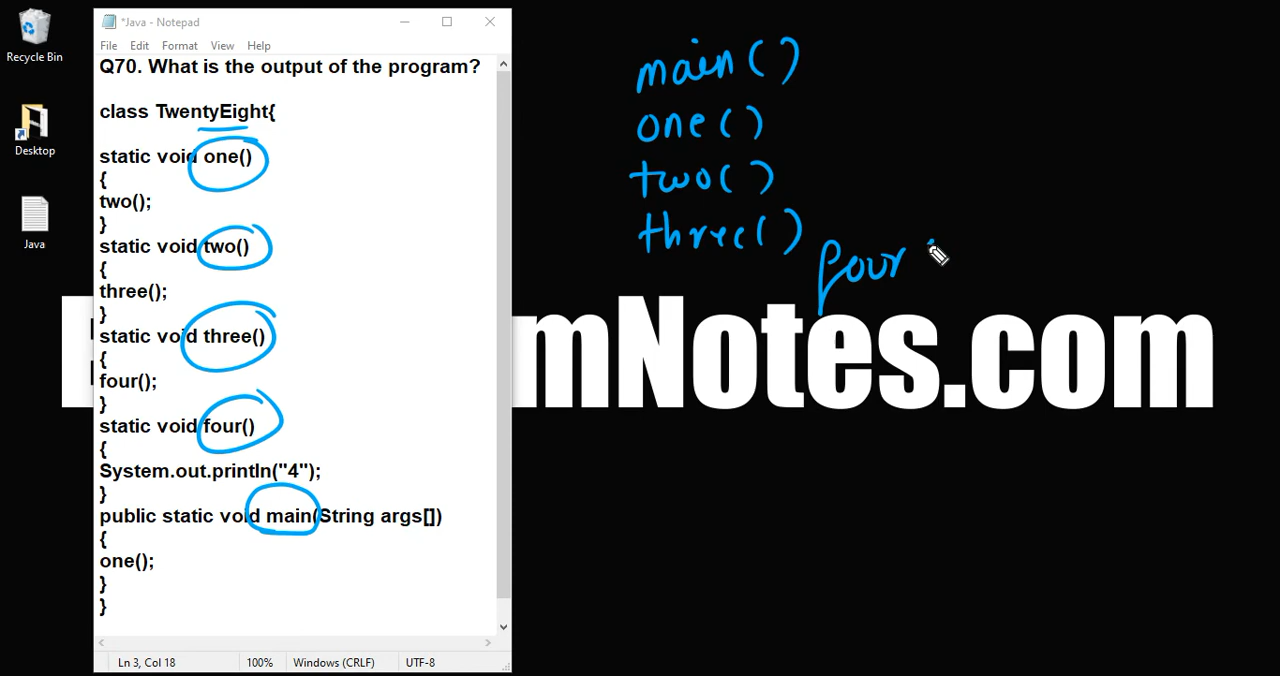 Recycle Bin
Desktop
Java
*Java - Notepad
File Edit Format View Help
Q70. What is the output of the program?
class TwentyEight{
static void one()
{
two();
}
static void two()
{
three();
}
static void three()
{
four();
}
static void four()
{
System.out.println("4");
}
public static void main(String args[])
{
one();
}
}
Ln 3, Col 18 100% Windows (CRLF) UTF-8
main()
one()
two()
three()
four
mNotes.com